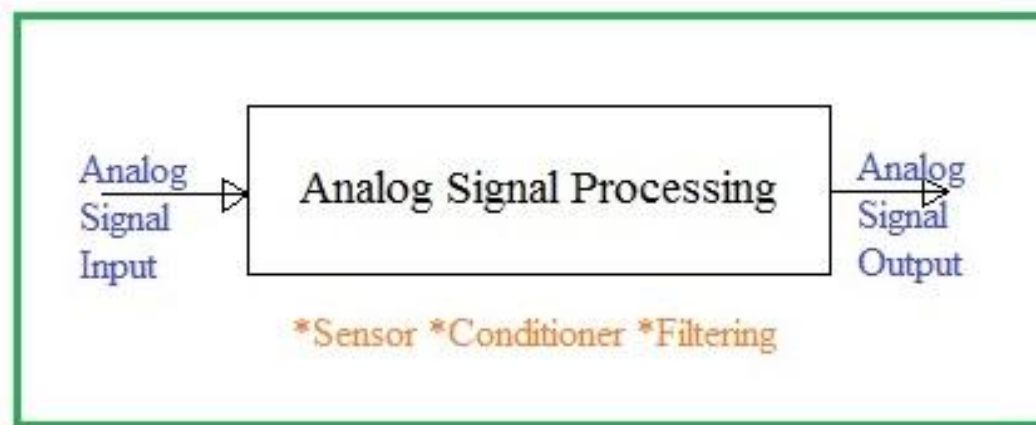 Analog
Signal
Input
Analog Signal Processing
Analog
Signal
Output
*Sensor *Conditioner *Filtering